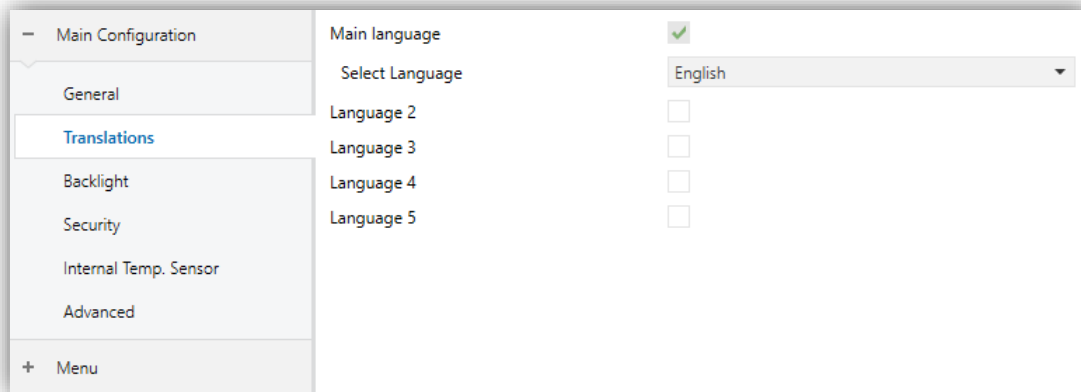 Main Configuration
General
Translations
Backlight
Security
Internal Temp. Sensor
Advanced
Menu
Main language
Select Language
English
Language 2
Language 3
Language 4
Language 5